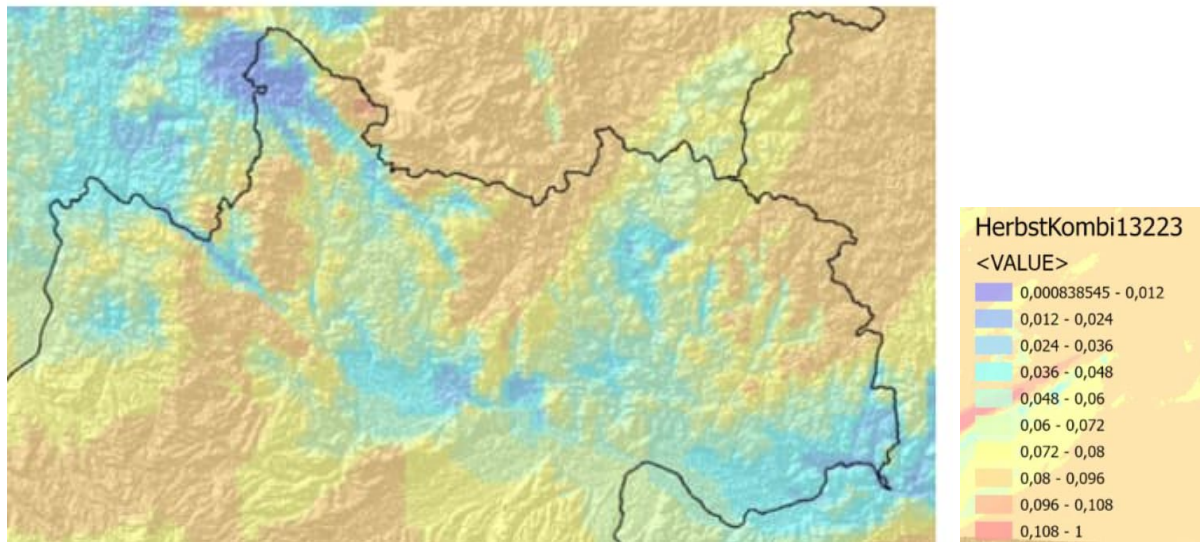 HerbstKombi13223
<VALUE>
0,000838545 - 0,012
0,012 - 0,024
0,024 - 0,036
0,036 - 0,048
0,048 - 0,06
0,06 - 0,072
0,072 - 0,08
0,08 - 0,096
0,096 - 0,108
0,108 - 1